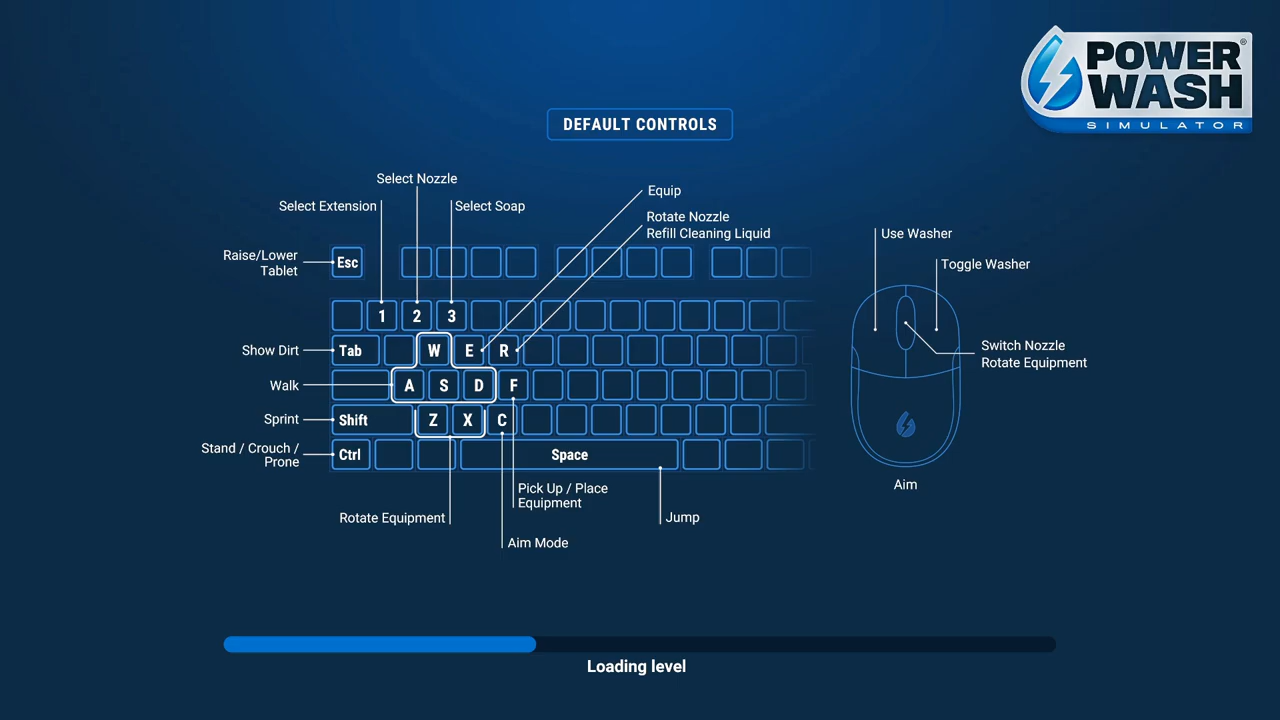 POWER
WASH
SIMULATOR
DEFAULT CONTROLS
Select Nozzle
Select Extension
Select Soap
Equip
Rotate Nozzle
Refill Cleaning Liquid
Raise/Lower
Tablet
Esc
1 2 3
Show Dirt
Tab W E R
Walk
A S D F
Sprint
Shift Z X C
Stand / Crouch /
Prone
Ctrl Space
Pick Up / Place
Equipment
Rotate Equipment
Jump
Aim Mode
Use Washer
Toggle Washer
Switch Nozzle
Rotate Equipment
Aim
Loading level